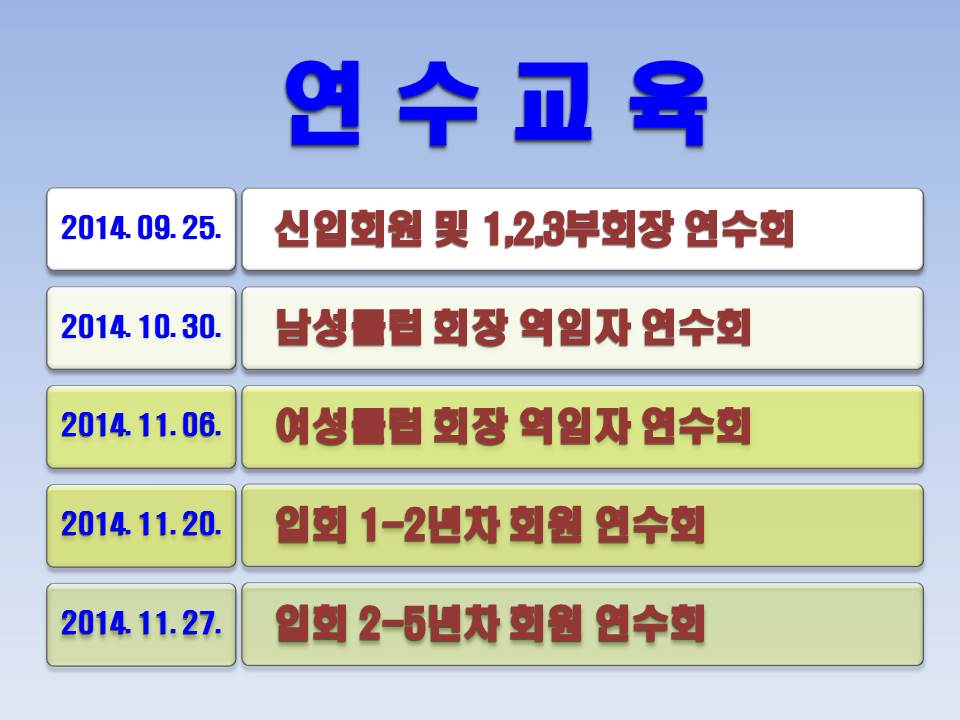 연 수 교 육
2014. 09. 25. 신입회원 및 1,2,3부회장 연수회
2014. 10. 30. 남성클럽 회장 역임자 연수회
2014. 11. 06. 여성클럽 회장 역임자 연수회
2014. 11. 20. 입회 1-2년차 회원 연수회
2014. 11. 27. 입회 2-5년차 회원 연수회